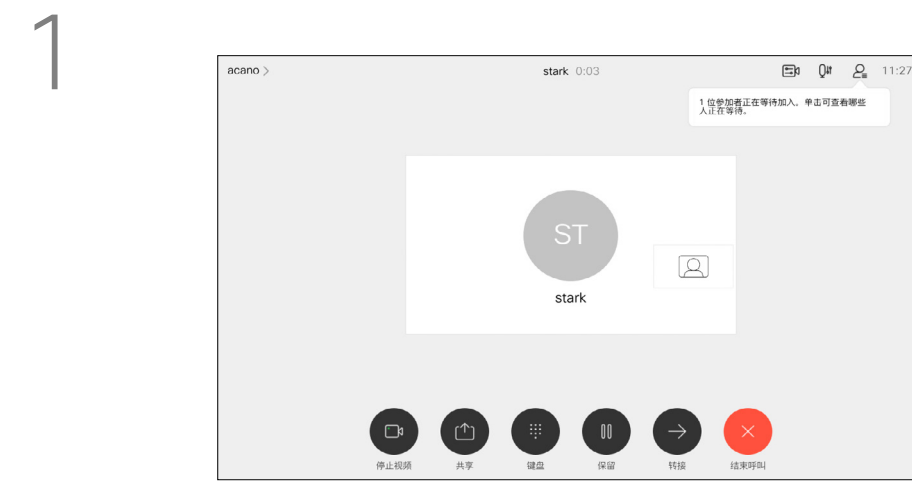 1
acano >
stark 0:03
11:27
1 位参加者正在等待加入。单击可查看哪些
人正在等待。
ST
stark
停止视频
共享
键盘
保留
转接
结束呼叫